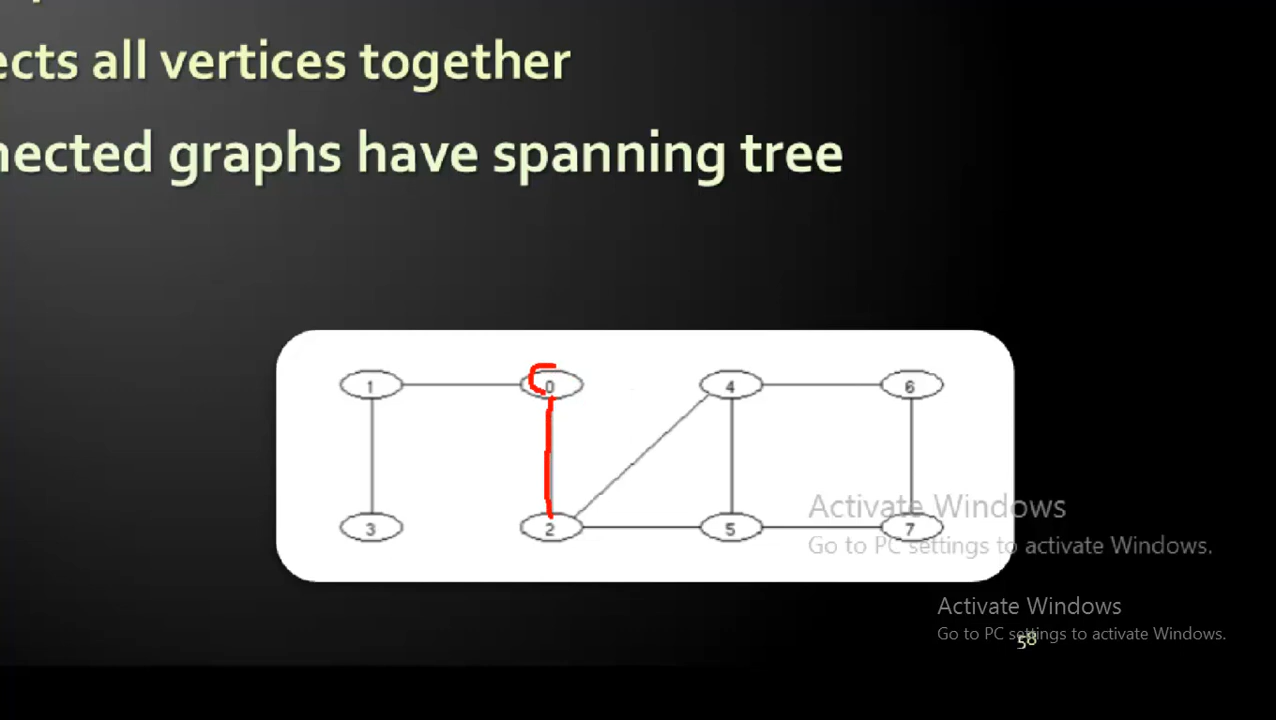 ects all vertices together
nected graphs have spanning tree
1 0 4 6
3 2 5 7
Activate Windows
Go to PC settings to activate Windows.
Activate Windows
Go to PC settings to activate Windows.
58